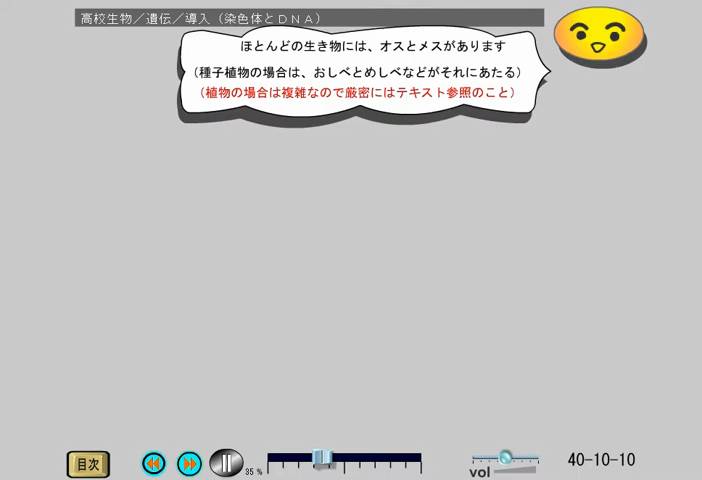 高校生物／遺伝／導入（染色体とＤＮＡ）
ほとんどの生き物には、オスとメスがあります
（種子植物の場合は、おしべとめしべなどがそれにあたる）
（植物の場合は複雑なので厳密にはテキスト参照のこと）
目次
35 %
vol
40-10-10